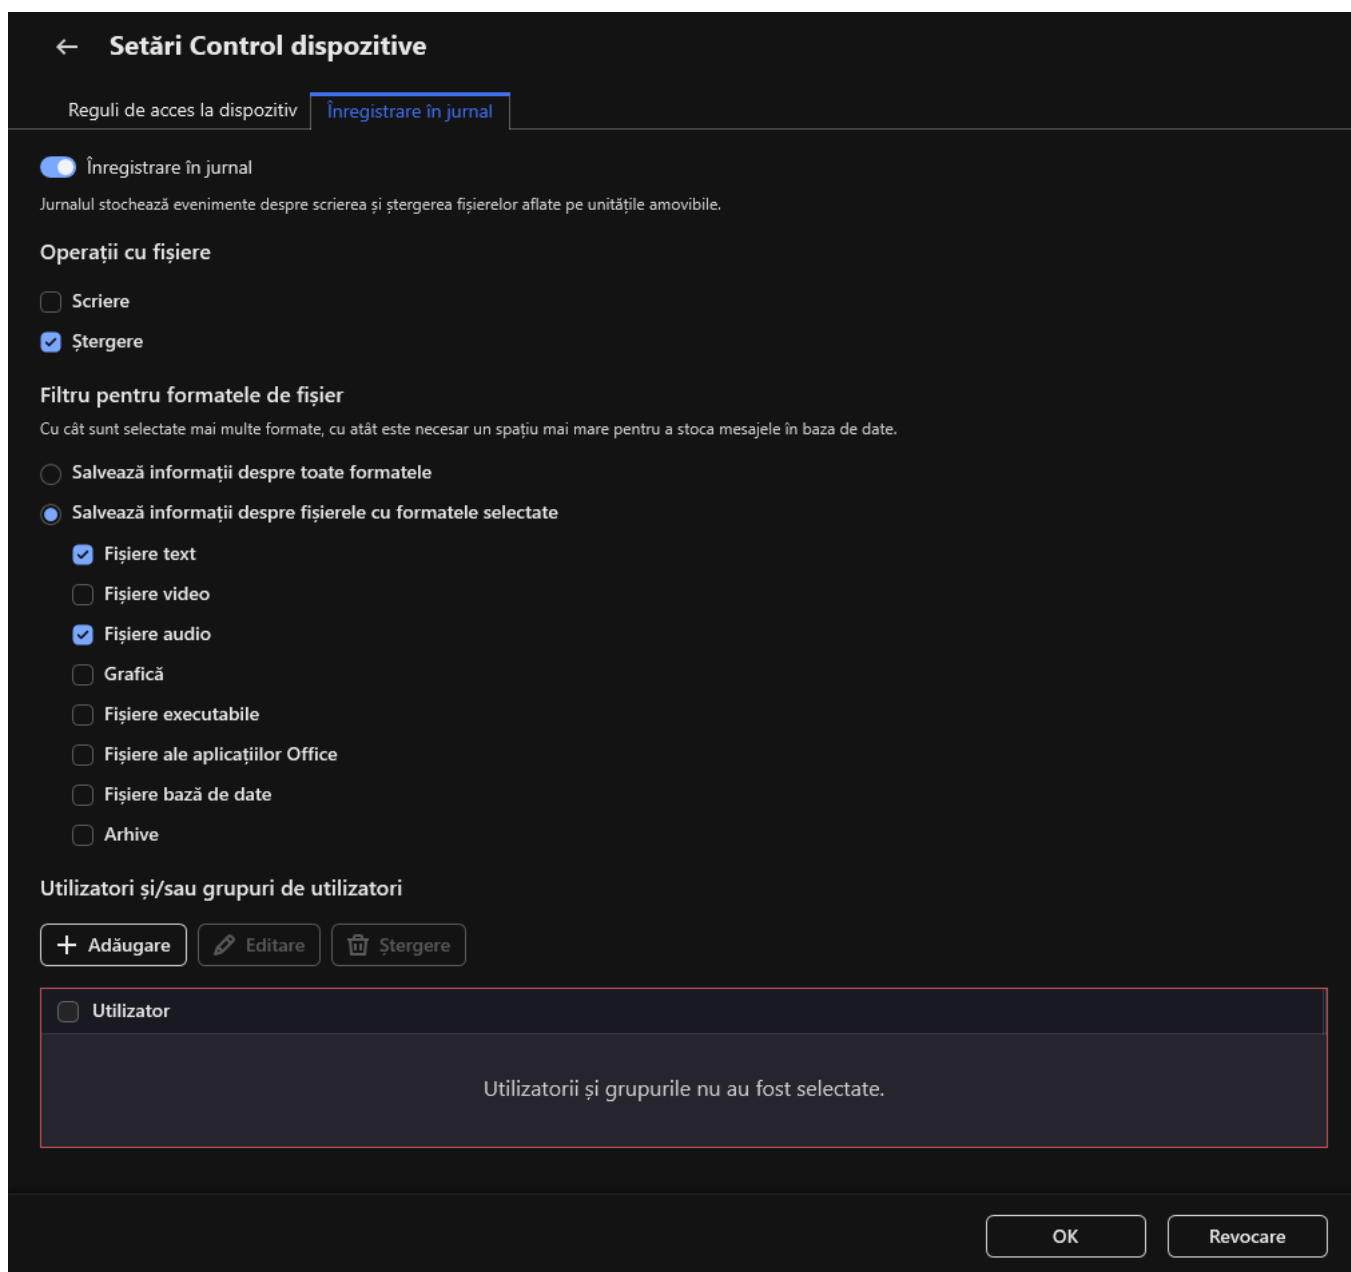 Setări Control dispozitive
Reguli de acces la dispozitiv
Înregistrare în jurnal
Înregistrare în jurnal
Jurnalul stochează evenimente despre scrierea și ștergerea fișierelor aflate pe unitățile amovibile.
Operații cu fișiere
Scriere
Ștergere
Filtru pentru formatele de fișier
Cu cât sunt selectate mai multe formate, cu atât este necesar un spațiu mai mare pentru a stoca mesajele în baza de date.
Salvează informații despre toate formatele
Salvează informații despre fișierele cu formatele selectate
Fișiere text
Fișiere video
Fișiere audio
Grafică
Fișiere executabile
Fișiere ale aplicațiilor Office
Fișiere bază de date
Arhive
Utilizatori și/sau grupuri de utilizatori
Adăugare
Editare
Ștergere
Utilizator
Utilizatorii și grupurile nu au fost selectate.
OK
Revocare